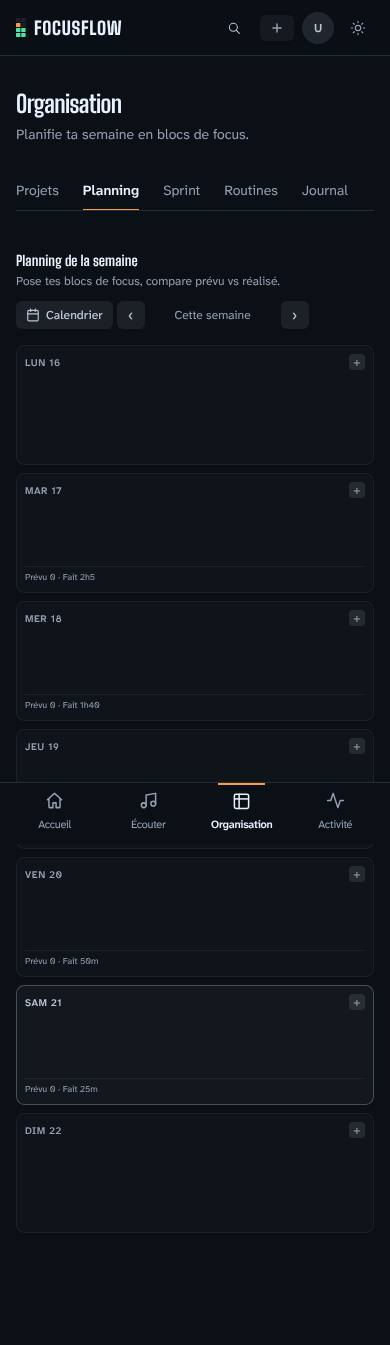 FOCUSFLOW
U
Organisation
Planifie ta semaine en blocs de focus.
Projets Planning Sprint Routines Journal
Planning de la semaine
Pose tes blocs de focus, compare prévu vs réalisé.
Calendrier ‹ Cette semaine ›
LUN 16 +
MAR 17 +
Prévu 0 · Fait 2h5
MER 18 +
Prévu 0 · Fait 1h40
JEU 19 +
Accueil Écouter Organisation Activité
VEN 20 +
Prévu 0 · Fait 50m
SAM 21 +
Prévu 0 · Fait 25m
DIM 22 +